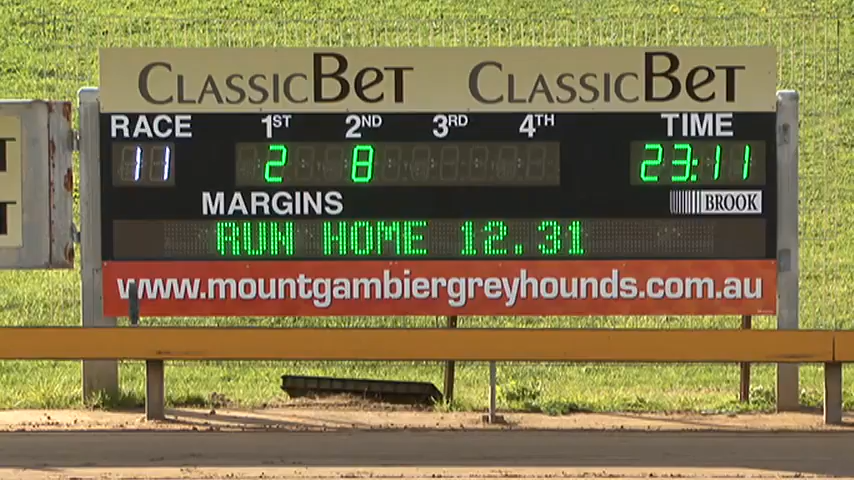 ClassicBet ClassicBet
RACE 1ST 2ND 3RD 4TH TIME
11 2 8 23:11
MARGINS BROOK
RUN HOME 12.31
www.mountgambiergreyhounds.com.au